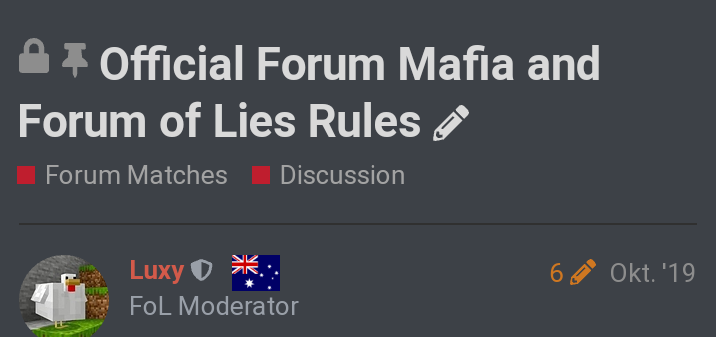 Official Forum Mafia and
Forum of Lies Rules
Forum Matches Discussion
Luxy 6 Okt. '19
FoL Moderator